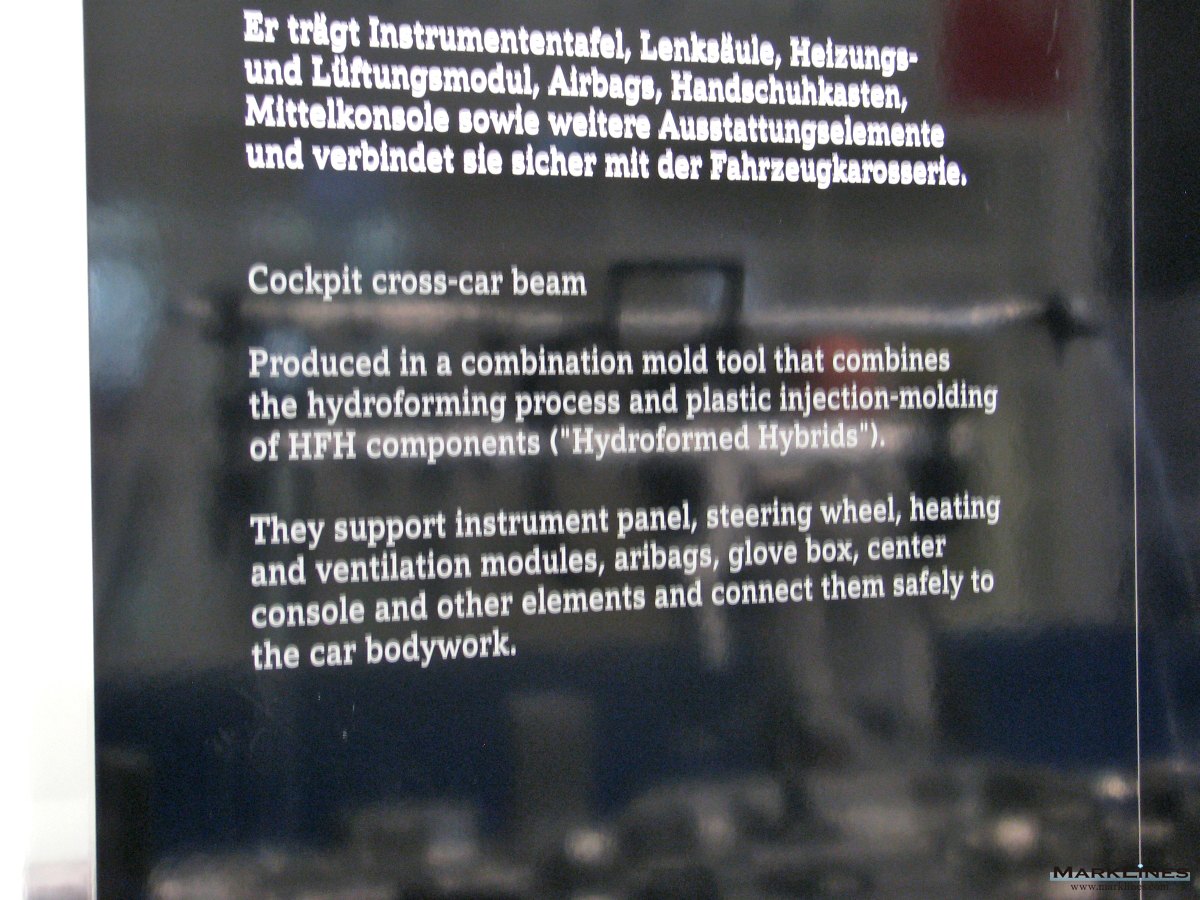 Er trägt Instrumententafel, Lenksäule, Heizungs-
und Lüftungsmodul, Airbags, Handschuhkasten,
Mittelkonsole sowie weitere Ausstattungselemente
und verbindet sie sicher mit der Fahrzeugkarosserie.
Cockpit cross-car beam
Produced in a combination mold tool that combines
the hydroforming process and plastic injection-molding
of HFH components ("Hydroformed Hybrids").
They support instrument panel, steering wheel, heating
and ventilation modules, aribags, glove box, center
console and other elements and connect them safely to
the car bodywork.
MARKLINES
www.marklines.com